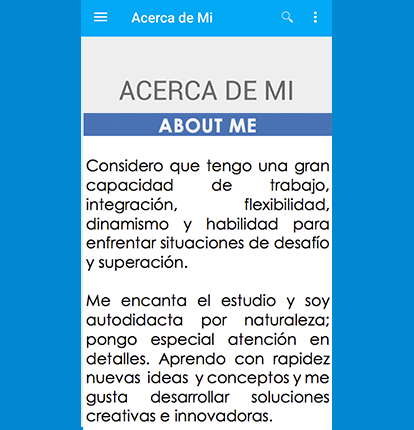 Acerca de Mi
ACERCA DE MI
ABOUT ME
Considero que tengo una gran
capacidad de trabajo,
integración, flexibilidad,
dinamismo y habilidad para
enfrentar situaciones de desafío
y superación.
Me encanta el estudio y soy
autodidacta por naturaleza;
pongo especial atención en
detalles. Aprendo con rapidez
nuevas ideas y conceptos y me
gusta desarrollar soluciones
creativas e innovadoras.